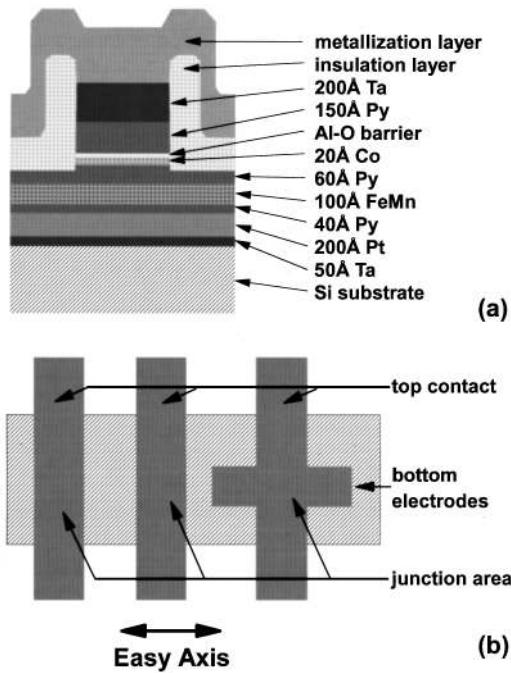 metallization layer
insulation layer
200Å Ta
150Å Py
Al-O barrier
20Å Co
60Å Py
100Å FeMn
40Å Py
200Å Pt
50Å Ta
Si substrate
(a)
top contact
bottom
electrodes
junction area
Easy Axis
(b)